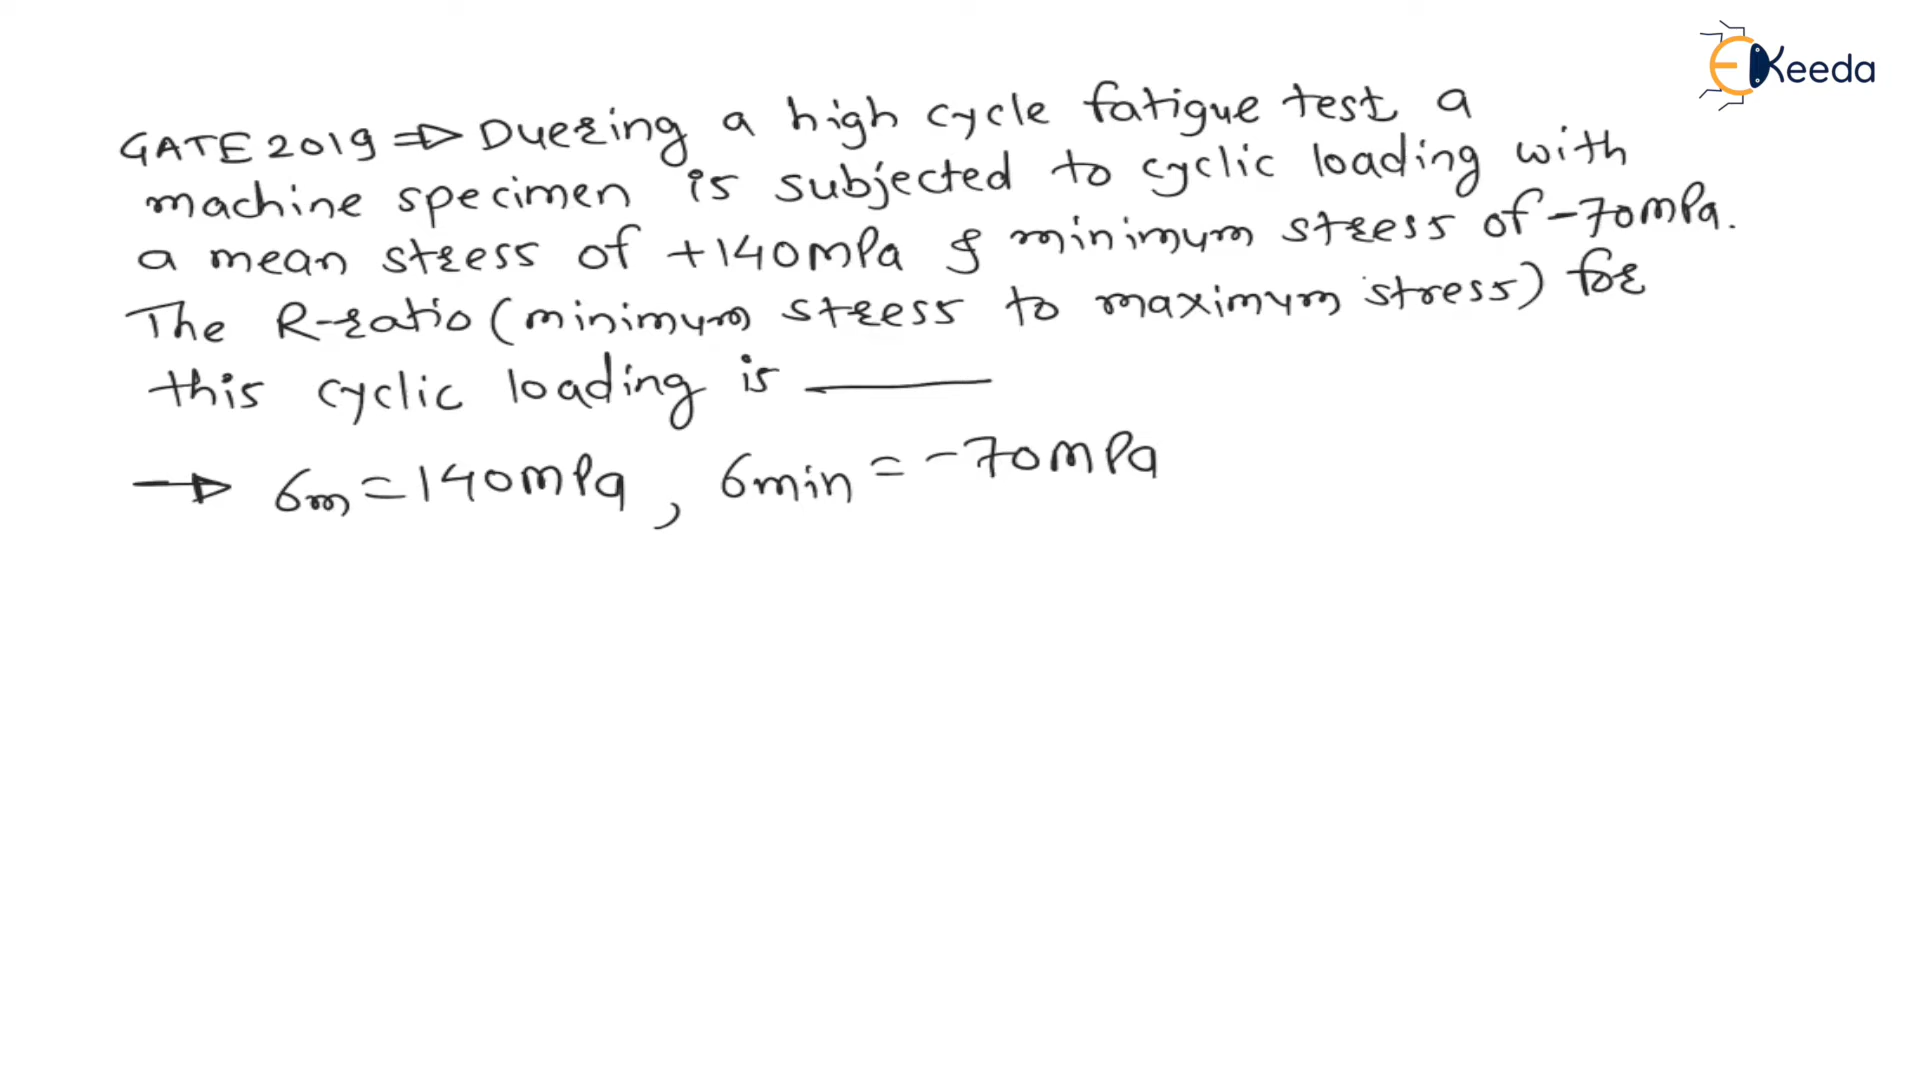 EKeeda
GATE 2019 ⇒ During a high cycle fatigue test a
machine specimen is subjected to cyclic loading with
a mean stress of +140MPa & minimum stress of -70MPa.
The R-ratio (minimum stress to maximum stress) for
this cyclic loading is ______
→ 6m = 140MPa, 6min = -70MPa